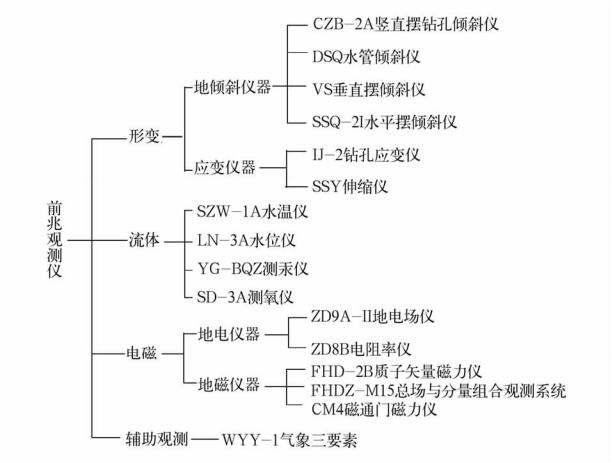 前兆观测仪
形变
地倾斜仪器
CZB-2A竖直摆钻孔倾斜仪
DSQ水管倾斜仪
VS垂直摆倾斜仪
SSQ-2I水平摆倾斜仪
应变仪器
IJ-2钻孔应变仪
SSY伸缩仪
流体
SZW-1A水温仪
LN-3A水位仪
YG-BQZ测汞仪
SD-3A测氡仪
电磁
地电仪器
ZD9A-II地电场仪
ZD8B电阻率仪
地磁仪器
FHD-2B质子矢量磁力仪
FHDZ-M15总场与分量组合观测系统
CM4磁通门磁力仪
辅助观测
WYY-1气象三要素